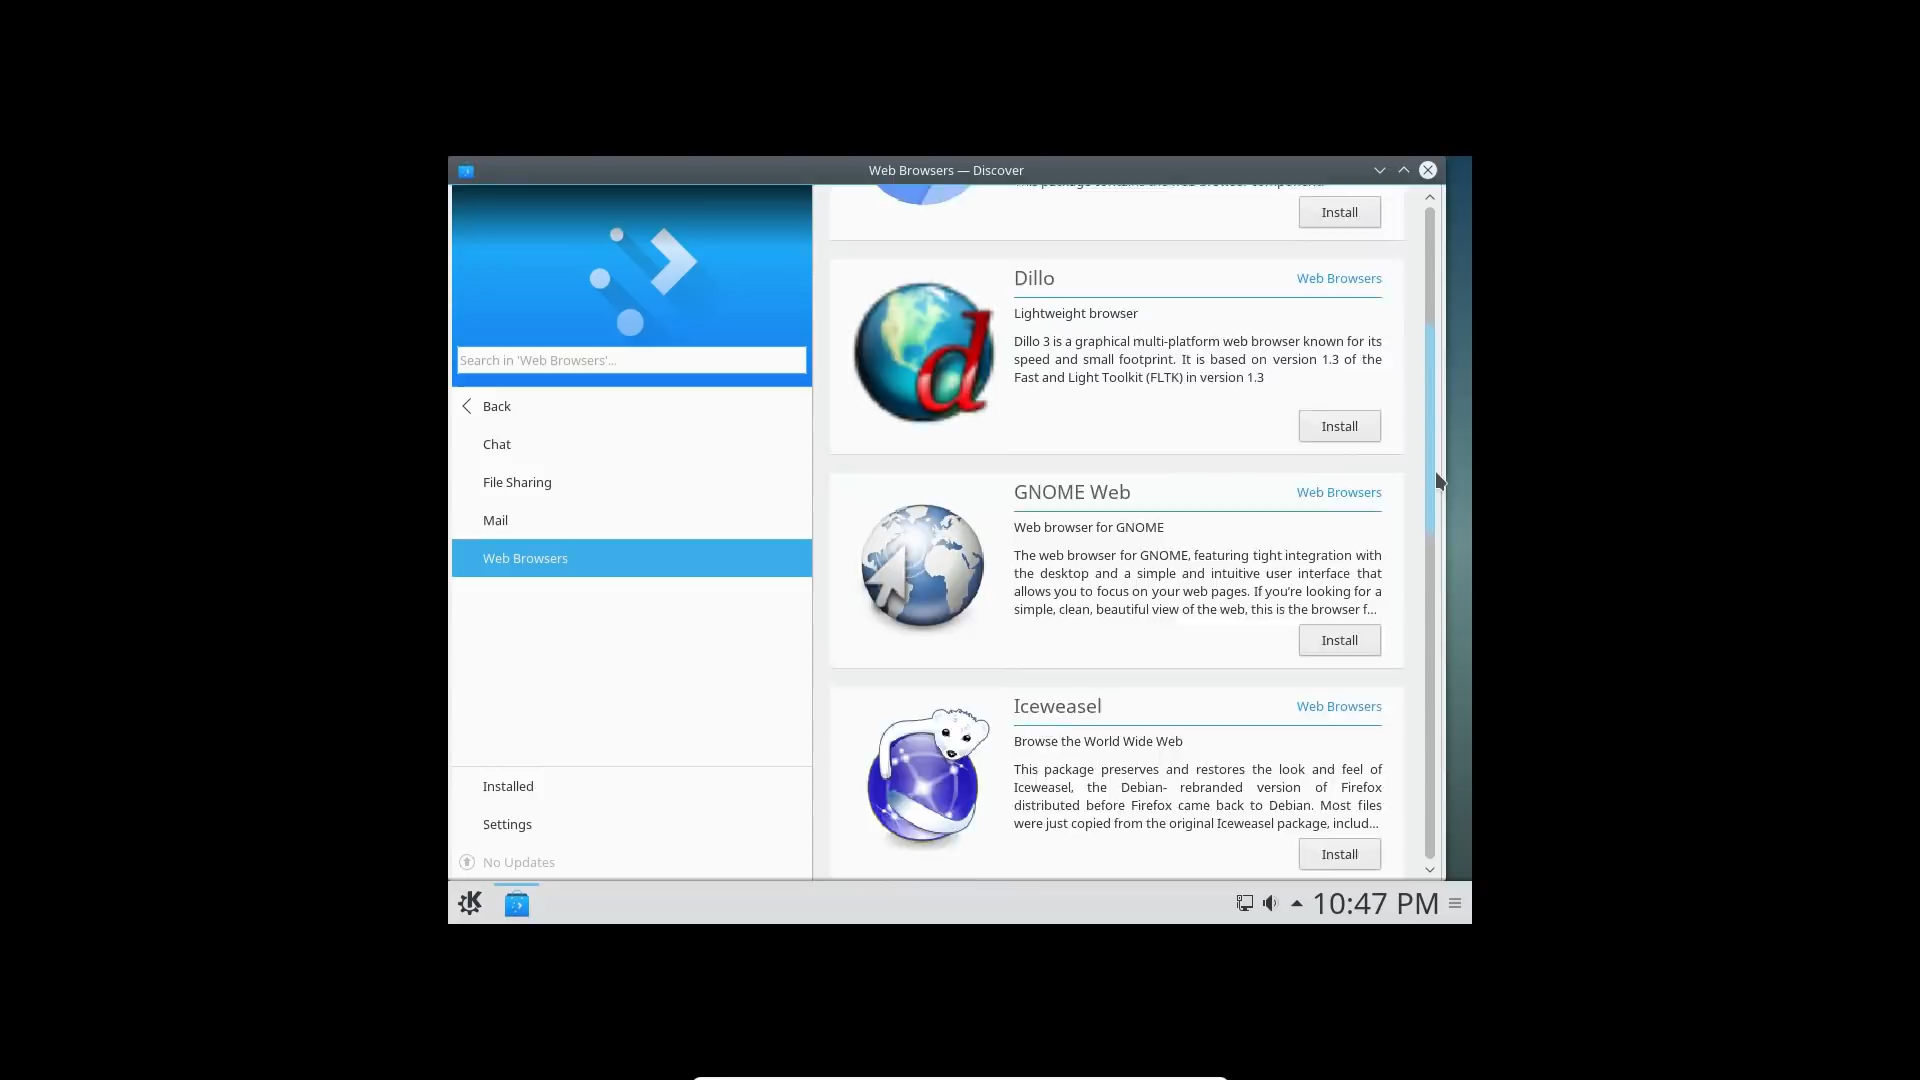 Web Browsers — Discover
This package contains the web browser component.
Install
Search in 'Web Browsers'...
Back
Chat
File Sharing
Mail
Web Browsers
Installed
Settings
No Updates
Dillo
Web Browsers
Lightweight browser
Dillo 3 is a graphical multi-platform web browser known for its
speed and small footprint. It is based on version 1.3 of the
Fast and Light Toolkit (FLTK) in version 1.3
Install
GNOME Web
Web Browsers
Web browser for GNOME
The web browser for GNOME, featuring tight integration with
the desktop and a simple and intuitive user interface that
allows you to focus on your web pages. If you're looking for a
simple, clean, beautiful view of the web, this is the browser f...
Install
Iceweasel
Web Browsers
Browse the World Wide Web
This package preserves and restores the look and feel of
Iceweasel, the Debian- rebranded version of Firefox
distributed before Firefox came back to Debian. Most files
were just copied from the original Iceweasel package, includ...
Install
10:47 PM